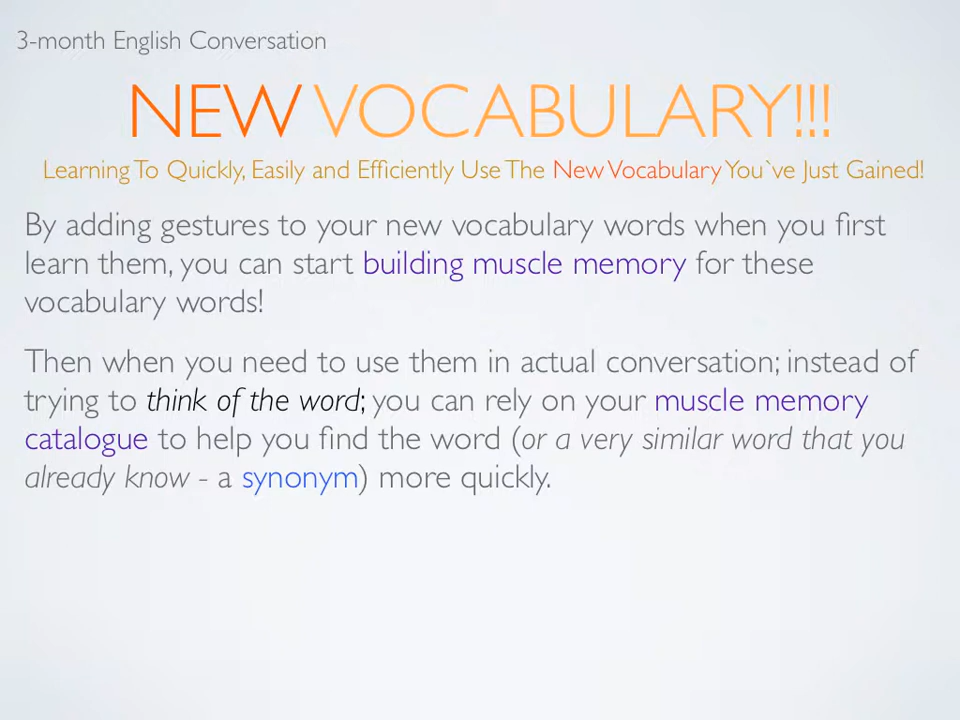 3-month English Conversation
NEW VOCABULARY!!!
Learning To Quickly, Easily and Efficiently Use The New Vocabulary You`ve Just Gained!
By adding gestures to your new vocabulary words when you first
learn them, you can start building muscle memory for these
vocabulary words!
Then when you need to use them in actual conversation; instead of
trying to think of the word; you can rely on your muscle memory
catalogue to help you find the word (or a very similar word that you
already know - a synonym) more quickly.